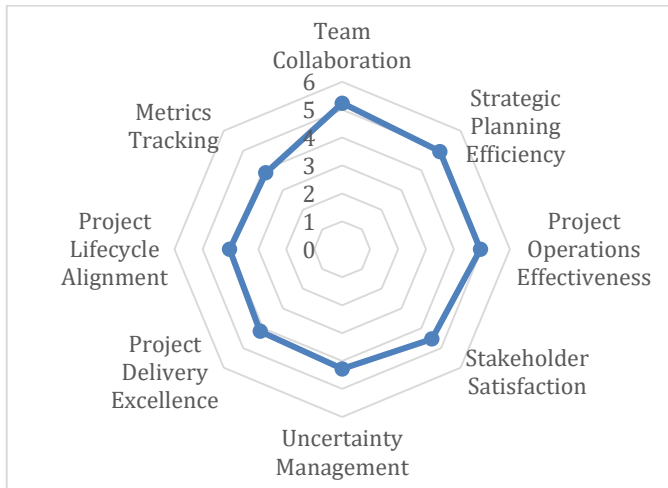 Team
Collaboration
6
5
4
3
2
1
0
Strategic
Planning
Efficiency
Project
Operations
Effectiveness
Stakeholder
Satisfaction
Uncertainty
Management
Project
Delivery
Excellence
Project
Lifecycle
Alignment
Metrics
Tracking